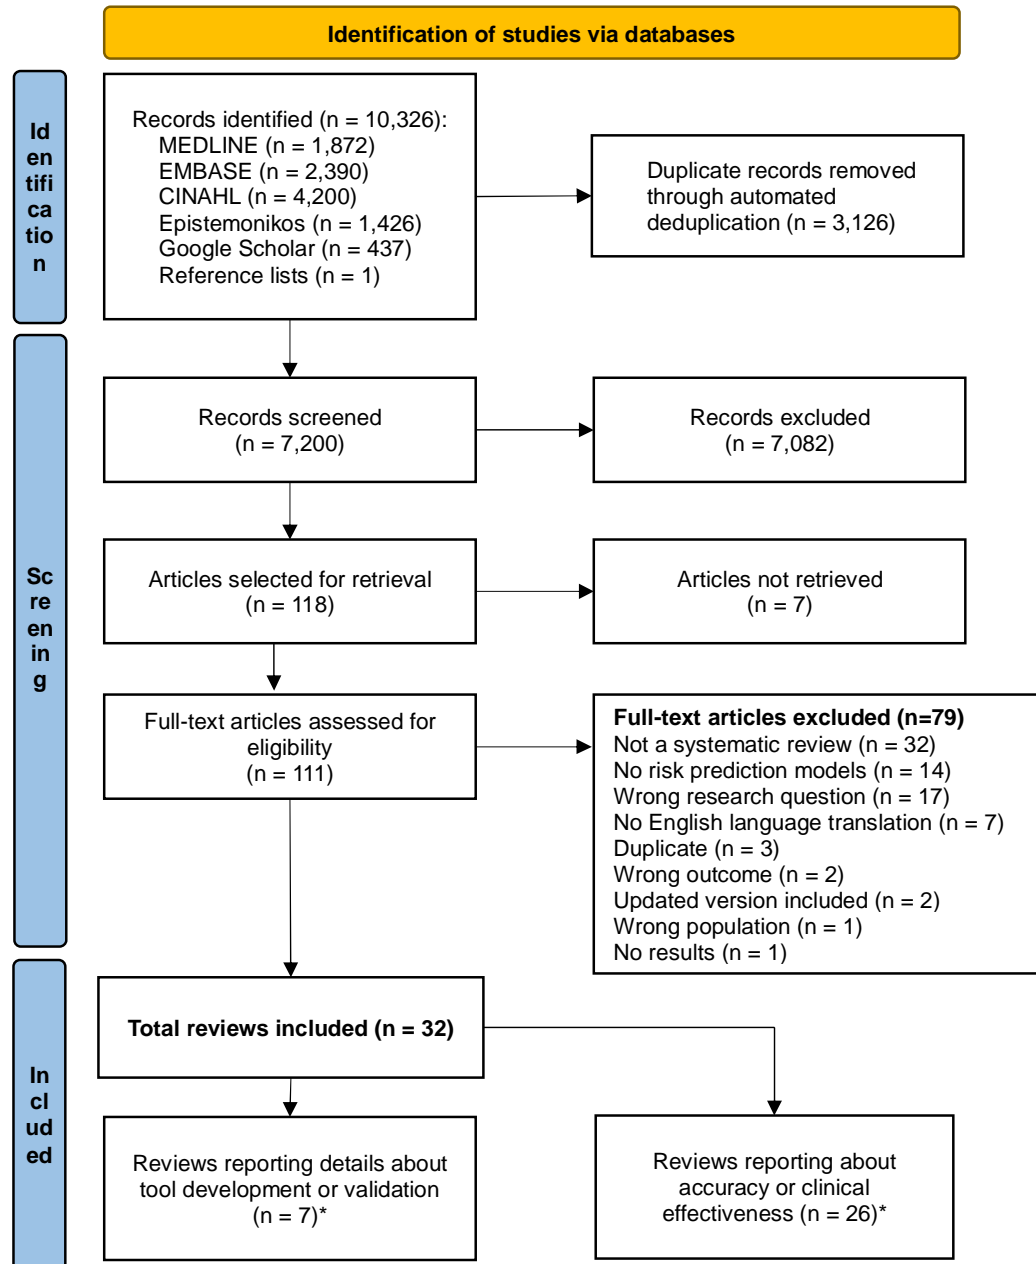 Identification of studies via databases
Id
en
tifi
ca
tio
n
Records identified (n = 10,326):
MEDLINE (n = 1,872)
EMBASE (n = 2,390)
CINAHL (n = 4,200)
Epistemonikos (n = 1,426)
Google Scholar (n = 437)
Reference lists (n = 1)
Duplicate records removed
through automated
deduplication (n = 3,126)
Sc
re
en
in
g
Records screened
(n = 7,200)
Records excluded
(n = 7,082)
Articles selected for retrieval
(n = 118)
Articles not retrieved
(n = 7)
Full-text articles assessed for
eligibility
(n = 111)
Full-text articles excluded (n=79)
Not a systematic review (n = 32)
No risk prediction models (n = 14)
Wrong research question (n = 17)
No English language translation (n = 7)
Duplicate (n = 3)
Wrong outcome (n = 2)
Updated version included (n = 2)
Wrong population (n = 1)
No results (n = 1)
In
cl
ud
ed
Total reviews included (n = 32)
Reviews reporting details about
tool development or validation
(n = 7)*
Reviews reporting about
accuracy or clinical
effectiveness (n = 26)*